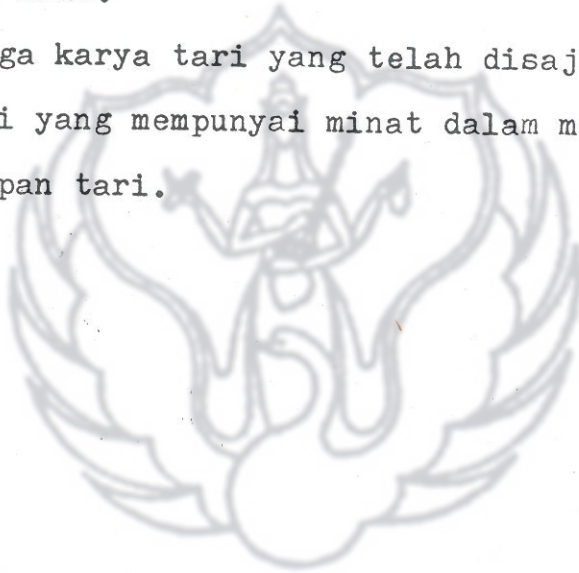 ga karya tari yang telah disaj
i yang mempunyai minat dalam m
pan tari.